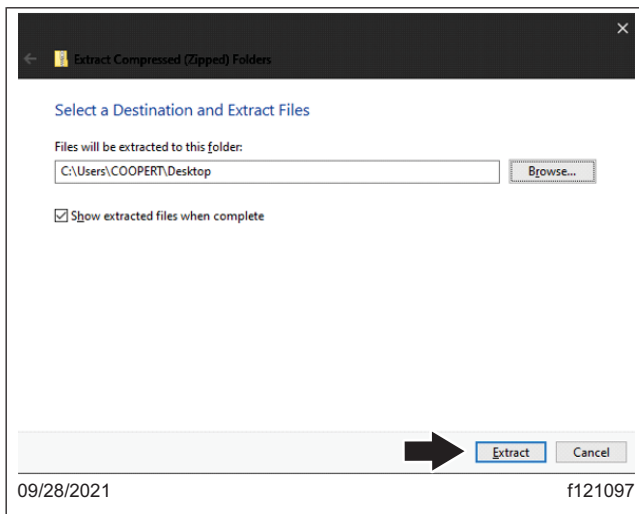 Extract Compressed (Zipped) Folders
Select a Destination and Extract Files
Files will be extracted to this folder:
C:\Users\COOPERT\Desktop
Browse...
Show extracted files when complete
Extract
Cancel
09/28/2021
f121097